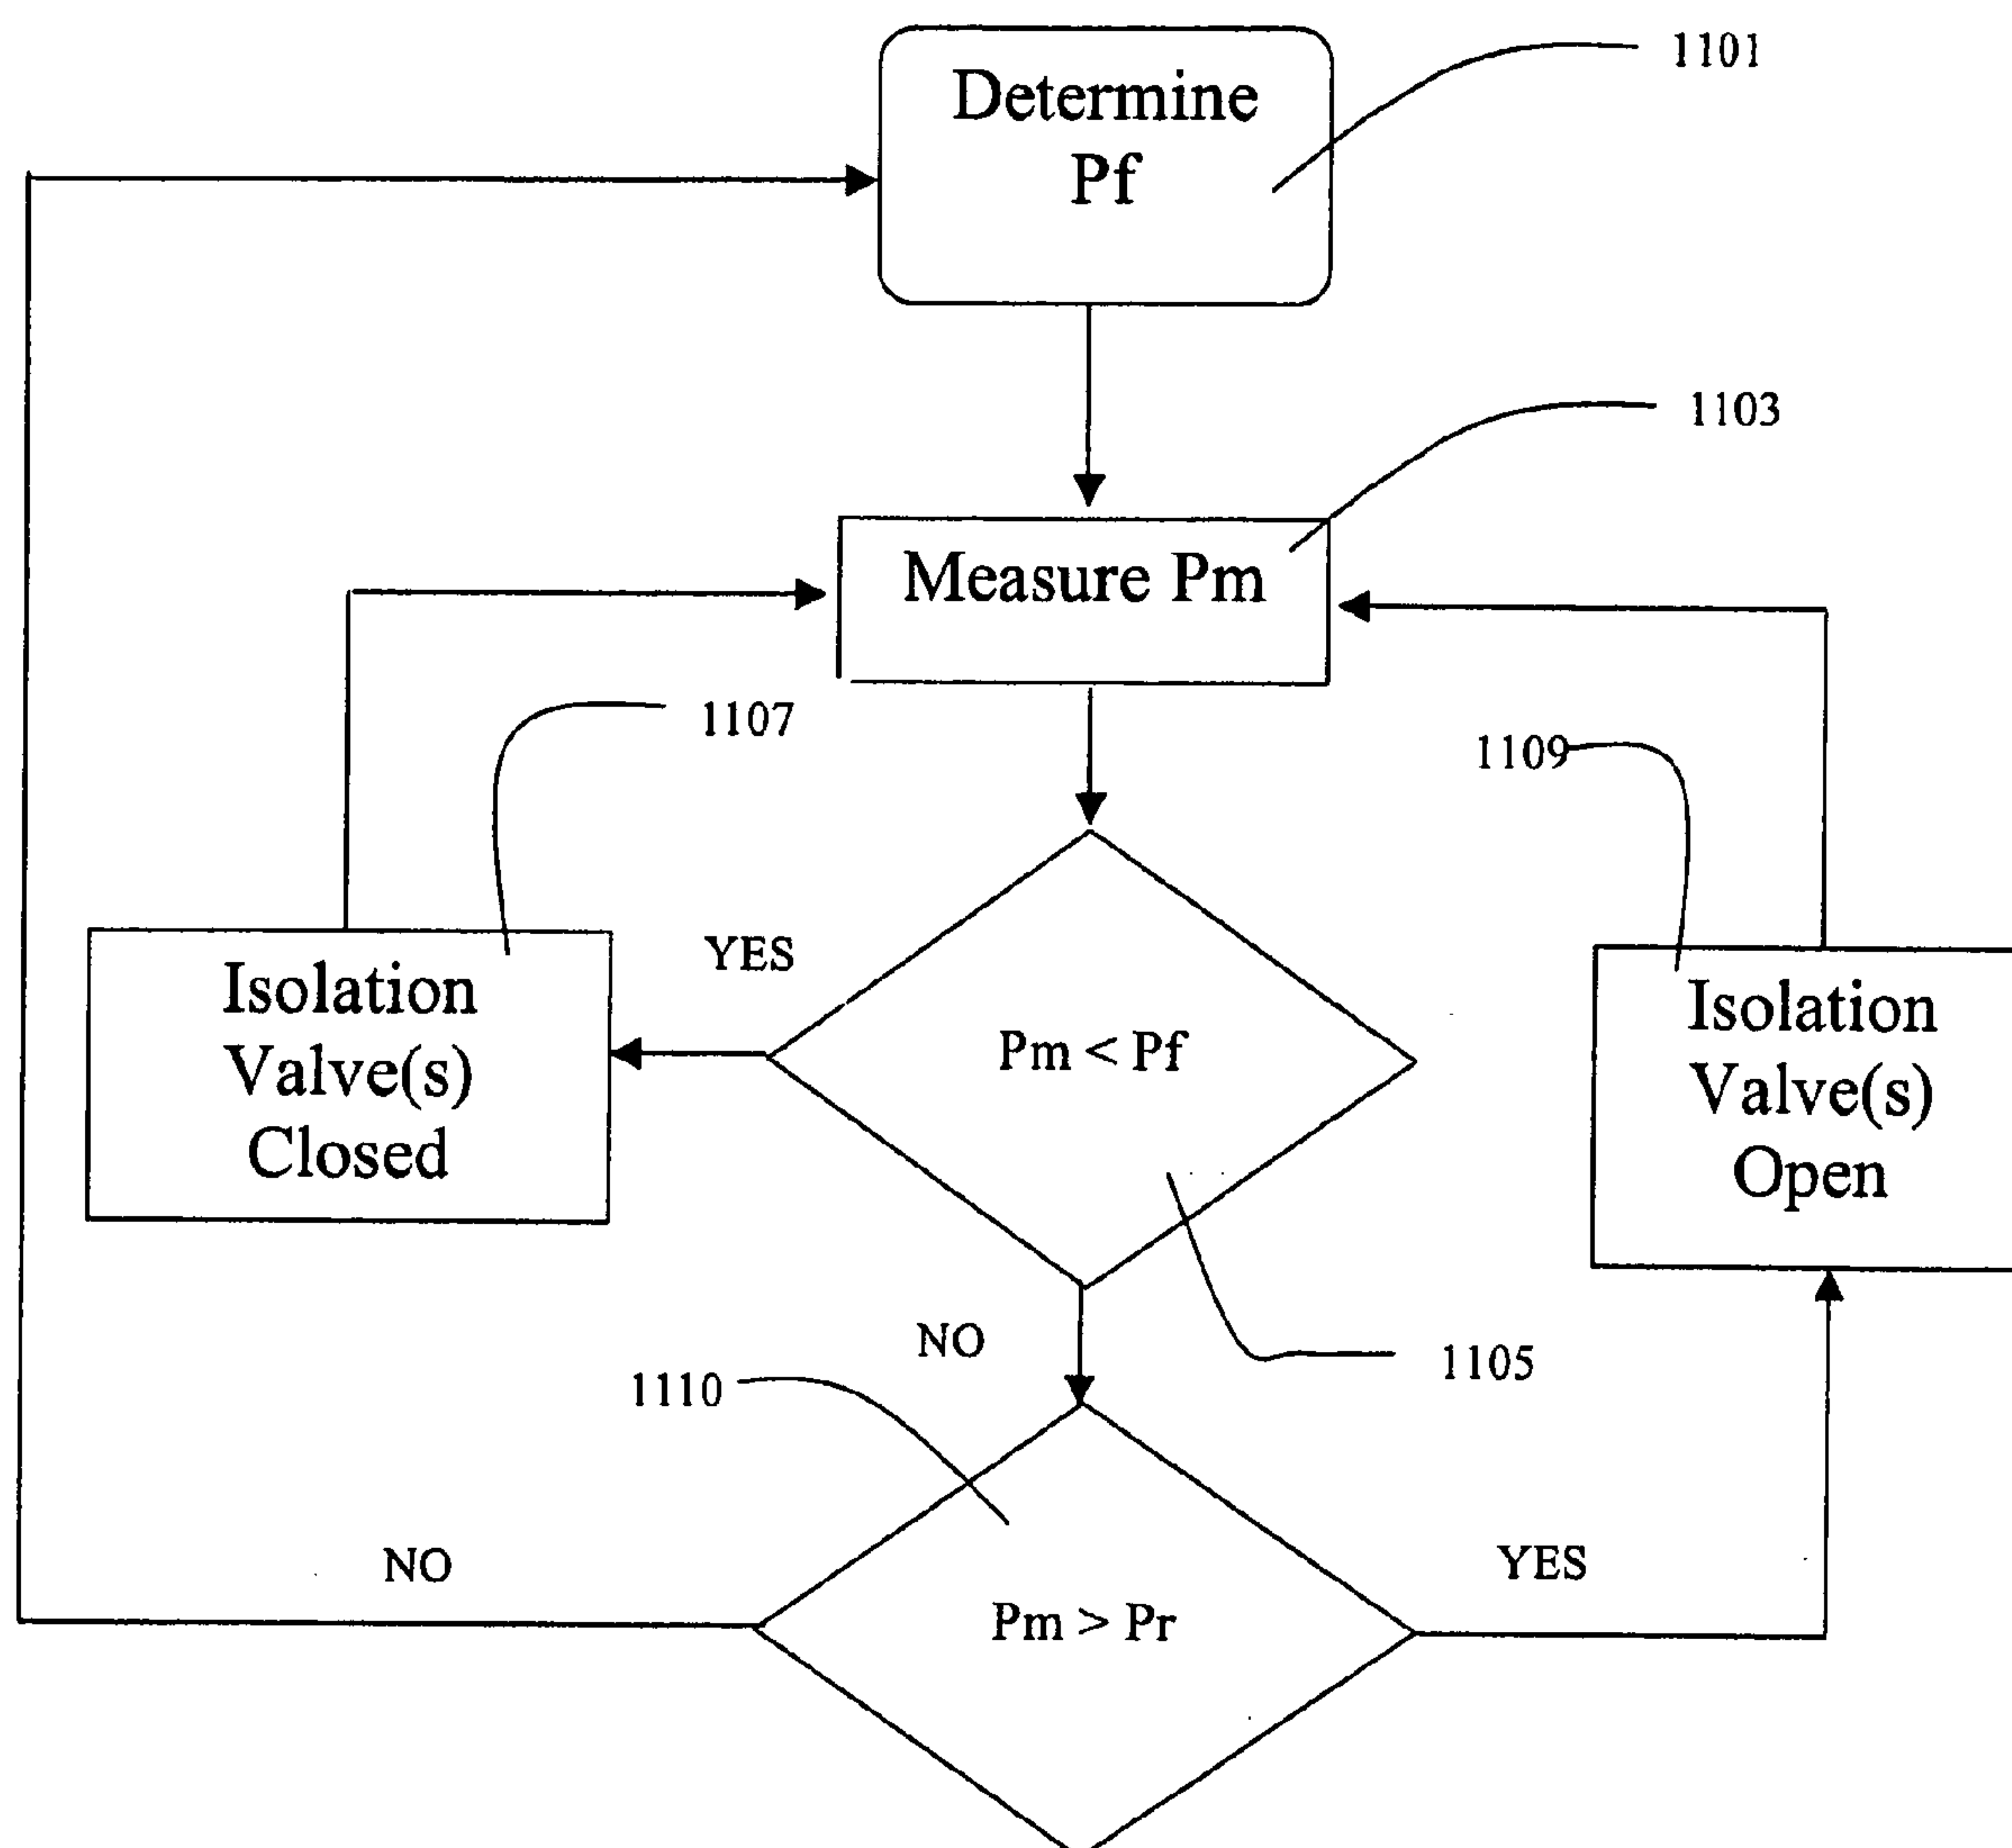 1101
Determine
Pf
1103
Measure Pm
1107
1109
YES
Isolation
Valve(s)
Closed
Pm < Pf
Isolation
Valve(s)
Open
NO
1105
1110
NO
YES
Pm > Pr